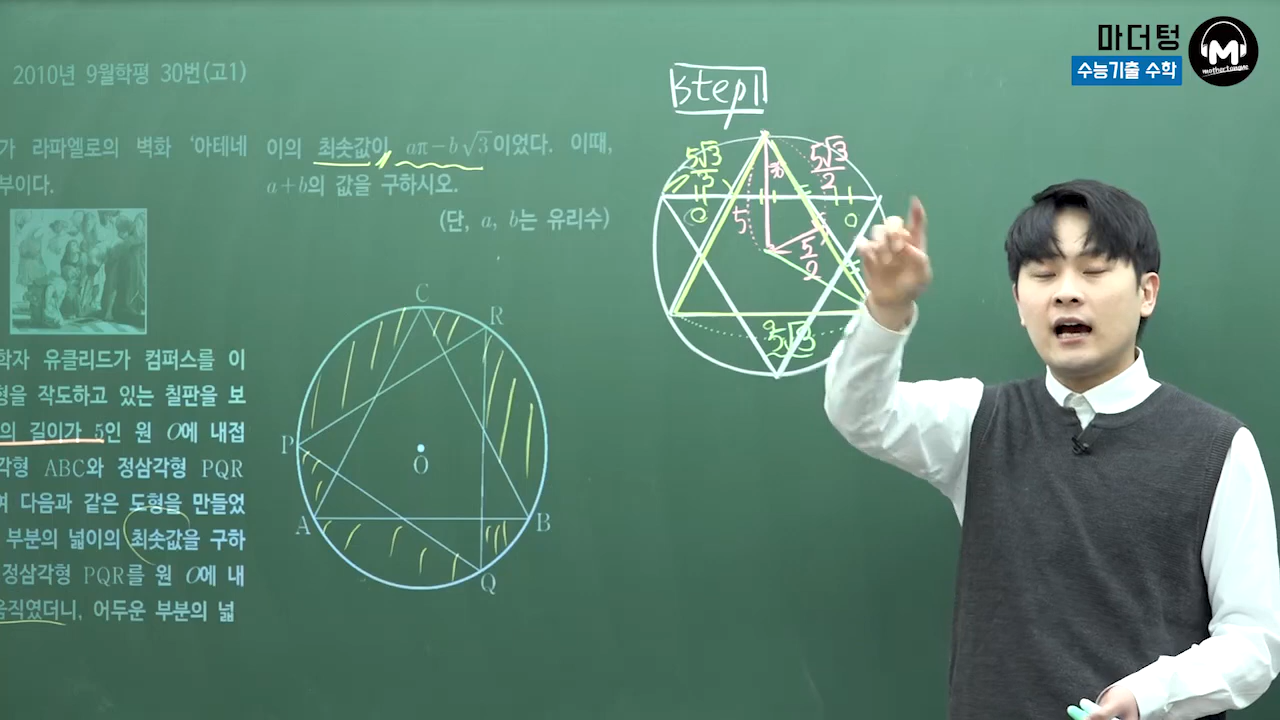 마더텅
수능기출 수학
M
mothertongue
2010년 9월학평 30번(고1)
가 라파엘로의 벽화 ‘아테네
부이다.
학자 유클리드가 컴퍼스를 이
형을 작도하고 있는 칠판을 보
의 길이가 5인 원 O에 내접
각형 ABC와 정삼각형 PQR
며 다음과 같은 도형을 만들었
부분의 넓이의 최솟값을 구하
정삼각형 PQR를 원 O에 내
움직였더니, 어두운 부분의 넓
이의 최솟값이 aπ-b√3이었다. 이때,
a+b의 값을 구하시오.
(단, a, b는 유리수)
C
R
P
O
A
B
Q
Step1
5√3/3
5√3/2
5
5/2
5√3